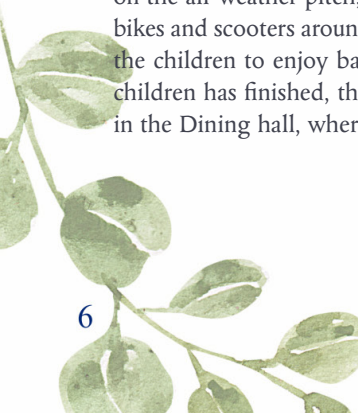 on the all-weather pitch,
bikes and scooters aroun
the children to enjoy ba
children has finished, th
in the Dining hall, wher
6